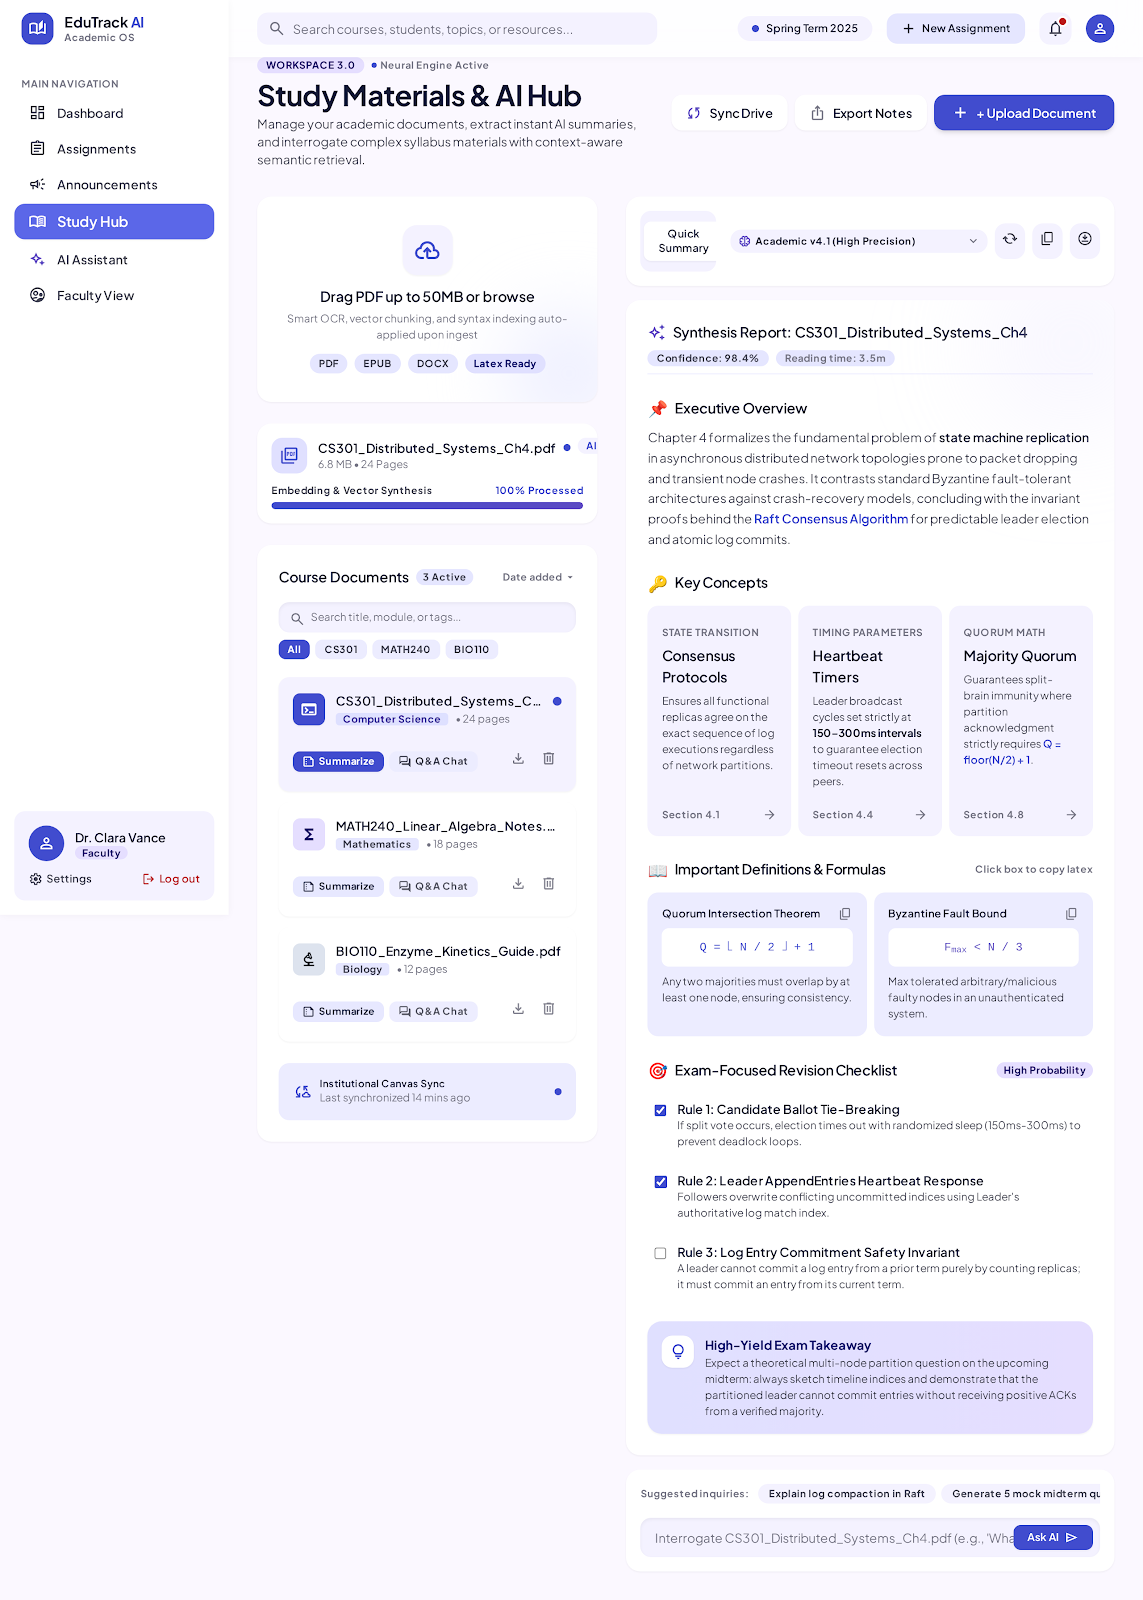 EduTrack AI
Academic OS
Search courses, students, topics, or resources...
Spring Term 2025
New Assignment
MAIN NAVIGATION
Dashboard
Assignments
Announcements
Study Hub
AI Assistant
Faculty View
Dr. Clara Vance
Faculty
Settings
Log out
WORKSPACE 3.0
Neural Engine Active
Study Materials & AI Hub
Manage your academic documents, extract instant AI summaries,
and interrogate complex syllabus materials with context-aware
semantic retrieval.
Sync Drive
Export Notes
+ Upload Document
Drag PDF up to 50MB or browse
Smart OCR, vector chunking, and syntax indexing auto-
applied upon ingest
PDF
EPUB
DOCX
Latex Ready
PDF
CS301_Distributed_Systems_Ch4.pdf
AI
6.8 MB • 24 Pages
Embedding & Vector Synthesis
100% Processed
Course Documents
3 Active
Date added
Search title, module, or tags...
All
CS301
MATH240
BIO110
CS301_Distributed_Systems_C...
Computer Science
• 24 pages
Summarize
Q&A Chat
MATH240_Linear_Algebra_Notes....
Mathematics
• 18 pages
Summarize
Q&A Chat
BIO110_Enzyme_Kinetics_Guide.pdf
Biology
• 12 pages
Summarize
Q&A Chat
Institutional Canvas Sync
Last synchronized 14 mins ago
Quick
Summary
Academic v4.1 (High Precision)
Synthesis Report: CS301_Distributed_Systems_Ch4
Confidence: 98.4%
Reading time: 3.5m
📌 Executive Overview
Chapter 4 formalizes the fundamental problem of state machine replication
in asynchronous distributed network topologies prone to packet dropping
and transient node crashes. It contrasts standard Byzantine fault-tolerant
architectures against crash-recovery models, concluding with the invariant
proofs behind the Raft Consensus Algorithm for predictable leader election
and atomic log commits.
🔑 Key Concepts
STATE TRANSITION
Consensus
Protocols
Ensures all functional
replicas agree on the
exact sequence of log
executions regardless
of network partitions.
Section 4.1
TIMING PARAMETERS
Heartbeat
Timers
Leader broadcast
cycles set strictly at
150–300ms intervals
to guarantee election
timeout resets across
peers.
Section 4.4
QUORUM MATH
Majority Quorum
Guarantees split-
brain immunity where
partition
acknowledgment
strictly requires Q =
floor(N/2) + 1.
Section 4.8
📖 Important Definitions & Formulas
Click box to copy latex
Quorum Intersection Theorem
Q = ⌊ N / 2 ⌋ + 1
Any two majorities must overlap by at
least one node, ensuring consistency.
Byzantine Fault Bound
Fmax < N / 3
Max tolerated arbitrary/malicious
faulty nodes in an unauthenticated
system.
🎯 Exam-Focused Revision Checklist
High Probability
Rule 1: Candidate Ballot Tie-Breaking
If split vote occurs, election times out with randomized sleep (150ms-300ms) to
prevent deadlock loops.
Rule 2: Leader AppendEntries Heartbeat Response
Followers overwrite conflicting uncommitted indices using Leader's
authoritative log match index.
Rule 3: Log Entry Commitment Safety Invariant
A leader cannot commit a log entry from a prior term purely by counting replicas;
it must commit an entry from its current term.
High-Yield Exam Takeaway
Expect a theoretical multi-node partition question on the upcoming
midterm: always sketch timeline indices and demonstrate that the
partitioned leader cannot commit entries without receiving positive ACKs
from a verified majority.
Suggested inquiries:
Explain log compaction in Raft
Generate 5 mock midterm qu
Interrogate CS301_Distributed_Systems_Ch4.pdf (e.g., 'Wha
Ask AI